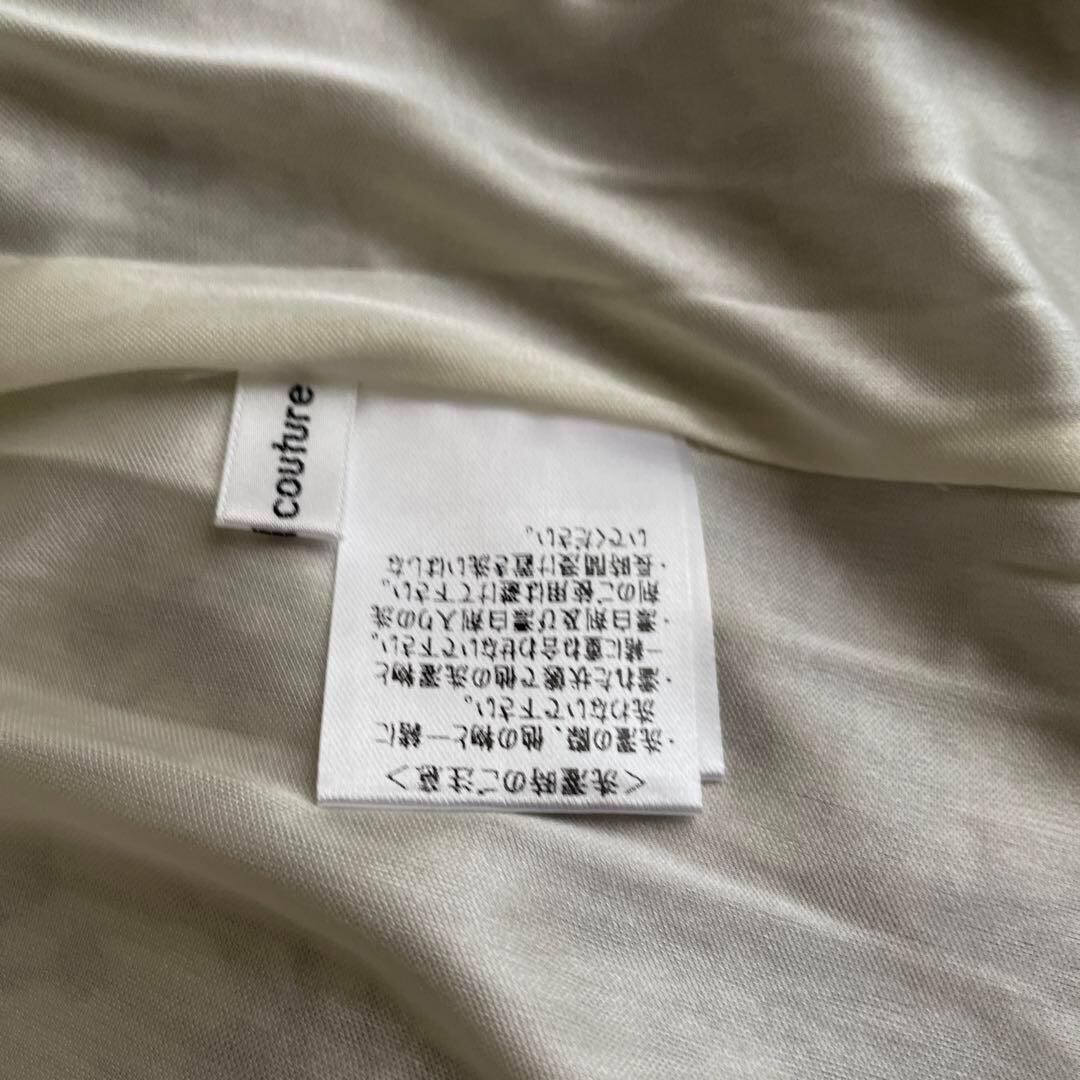 <洗濯時のご注意>
・洗濯の際、他の物と一緒に
洗わないで下さい。
・濡れた状態で他の洗濯物と
一緒に重ね合わせないで下さい。
・漂白剤及び漂白剤入りの洗
剤のご使用は避けて下さい。
・長時間浸け置き洗いはしな
いでください。
couture